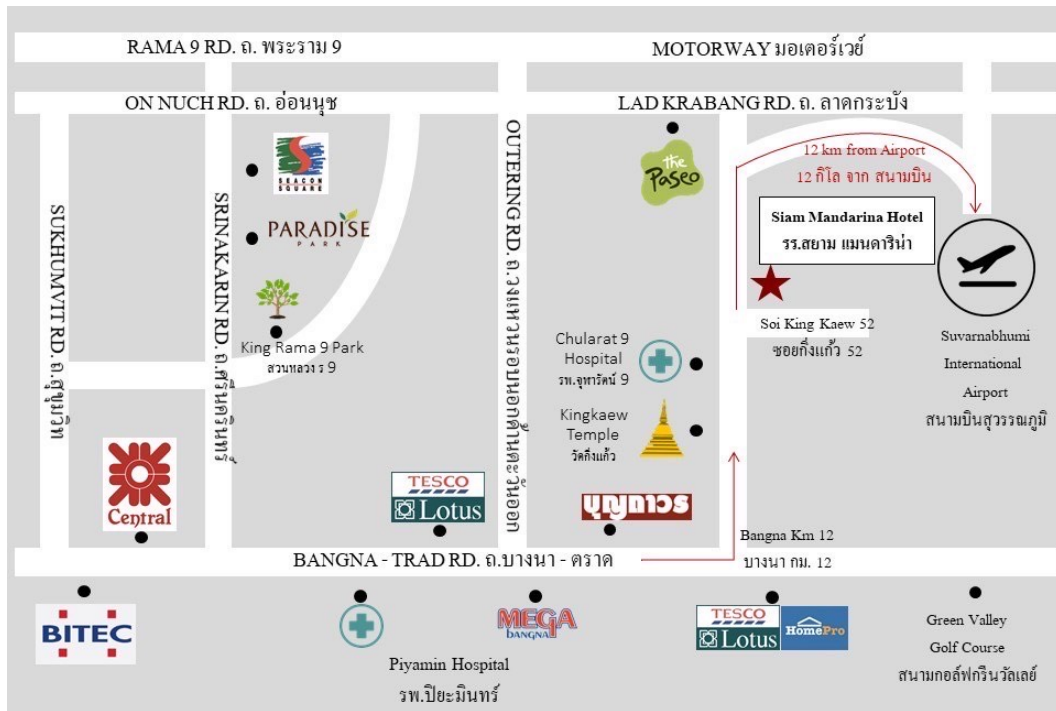 RAMA 9 RD. ถ. พระราม 9
MOTORWAY มอเตอร์เวย์
ON NUCH RD. ถ. อ่อนนุช
LAD KRABANG RD. ถ. ลาดกระบัง
SUKHUMVIT RD. ถ.สุขุมวิท
SRINAKARIN RD. ถ.ศรีนครินทร์
OUTERING RD. ถ.วงแหวนรอบนอกด้านตะวันออก
SEACON
SQUARE
PARADISE
PARK
King Rama 9 Park
สวนหลวง ร 9
the
Paseo
12 km from Airport
12 กิโล จาก สนามบิน
Siam Mandarina Hotel
รร.สยาม แมนดาริน่า
Soi King Kaew 52
ซอยกิ่งแก้ว 52
Suvarnabhumi
International
Airport
สนามบินสุวรรณภูมิ
Chularat 9
Hospital
รพ.จุฬารัตน์ 9
Kingkaew
Temple
วัดกิ่งแก้ว
Central
TESCO
Lotus
บุญถาวร
BANGNA - TRAD RD. ถ.บางนา - ตราด
Bangna Km 12
บางนา กม. 12
BITEC
Piyamin Hospital
รพ.ปิยะมินทร์
MEGA
BANGNA
TESCO
Lotus
HomePro
Green Valley
Golf Course
สนามกอล์ฟกรีนวัลเลย์